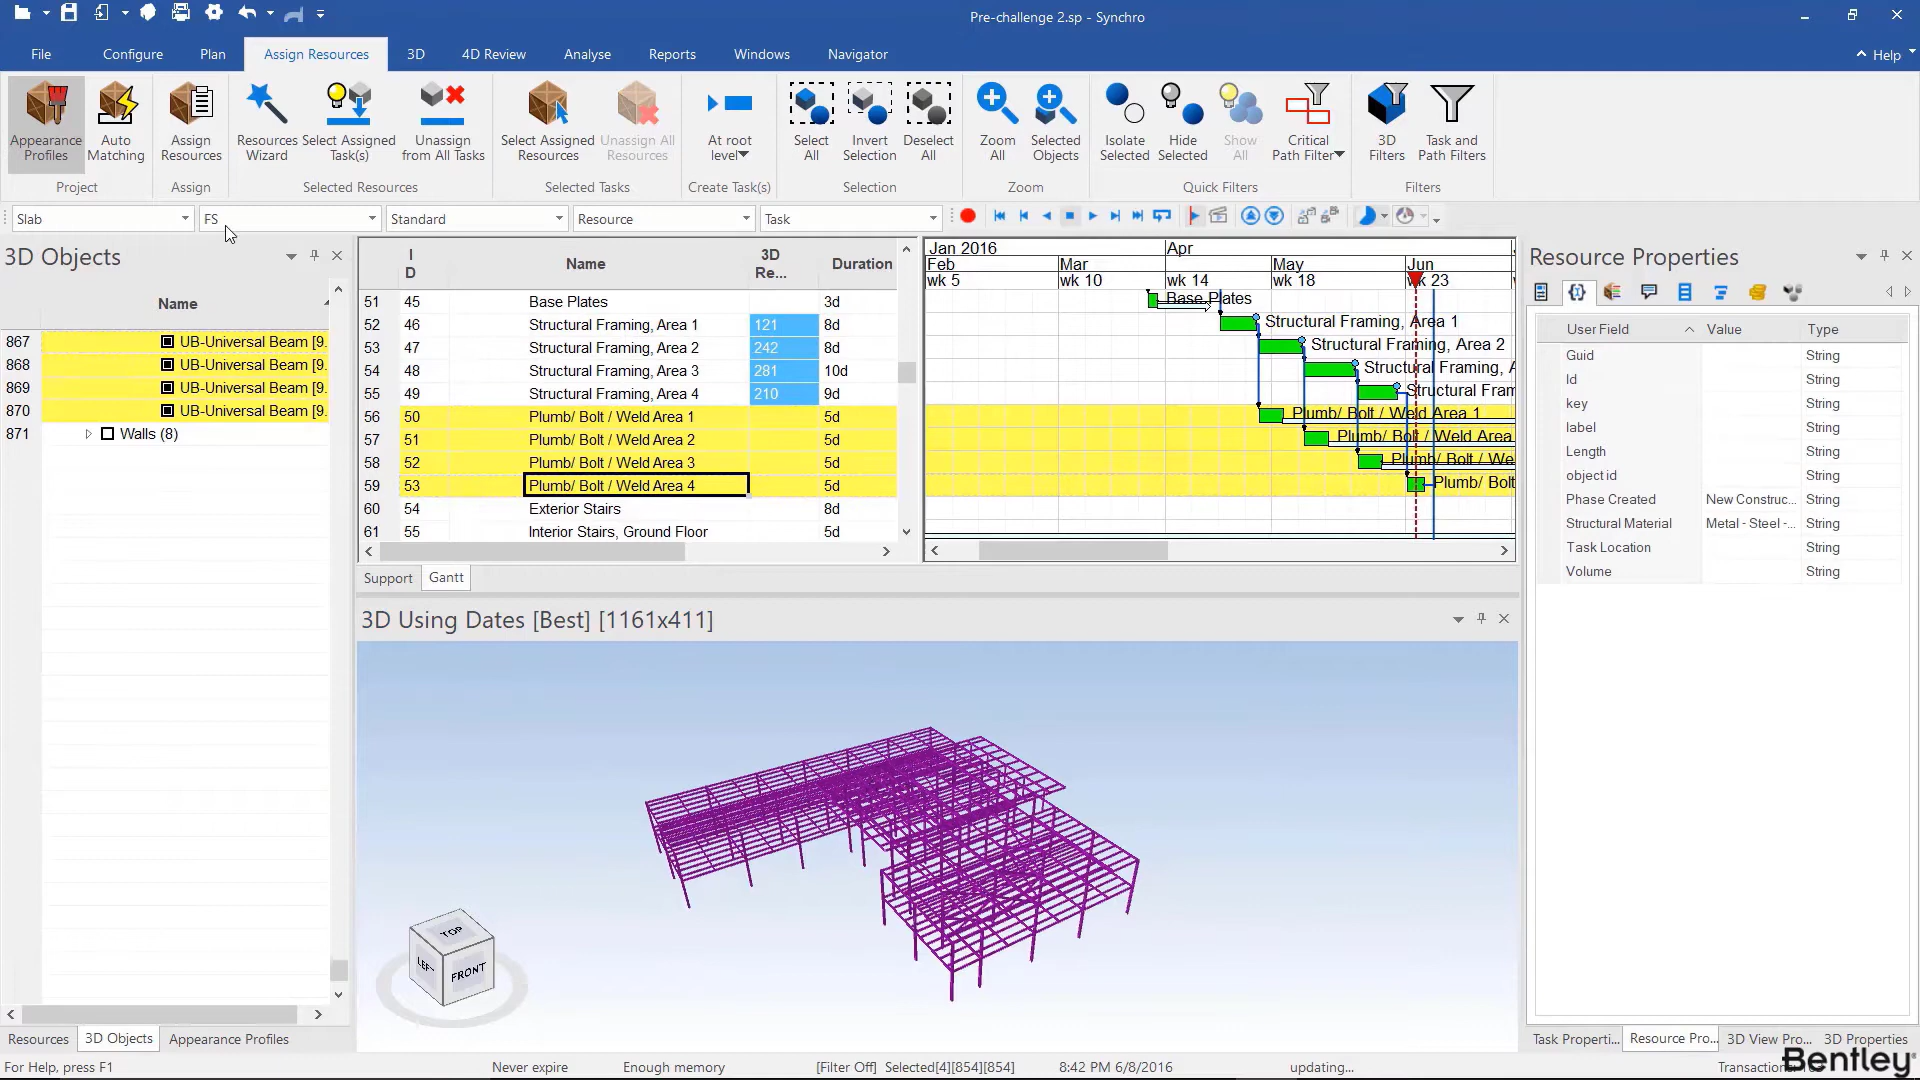 Pre-challenge 2.sp - Synchro
File Configure Plan Assign Resources 3D 4D Review Analyse Reports Windows Navigator Help
Appearance Profiles Auto Matching Assign Resources Resources Wizard Select Assigned Task(s) Unassign from All Tasks Select Assigned Resources Unassign All Resources At root level Select All Invert Selection Deselect All Zoom All Selected Objects Isolate Selected Hide Selected Show All Critical Path Filter 3D Filters Task and Path Filters
Project Assign Selected Resources Selected Tasks Create Task(s) Selection Zoom Quick Filters Filters
Slab FS Standard Resource Task
3D Objects
Name
867 UB-Universal Beam [9.
868 UB-Universal Beam [9.
869 UB-Universal Beam [9.
870 UB-Universal Beam [9.
871 Walls (8)
Resources 3D Objects Appearance Profiles
ID Name 3D Re... Duration
51 45 Base Plates 3d
52 46 Structural Framing, Area 1 121 8d
53 47 Structural Framing, Area 2 242 8d
54 48 Structural Framing, Area 3 281 10d
55 49 Structural Framing, Area 4 210 9d
56 50 Plumb/ Bolt / Weld Area 1 5d
57 51 Plumb/ Bolt / Weld Area 2 5d
58 52 Plumb/ Bolt / Weld Area 3 5d
59 53 Plumb/ Bolt / Weld Area 4 5d
60 54 Exterior Stairs 8d
61 55 Interior Stairs, Ground Floor 5d
Support Gantt
Jan 2016 Apr
Feb Mar May Jun
wk 5 wk 10 wk 14 wk 18 wk 23
Base Plates
Structural Framing, Area 1
Structural Framing, Area 2
Structural Framing, A
Structural Fram
Plumb/ Bolt / Weld Area 1
Plumb/ Bolt / Weld Area
Plumb/ Bolt / We
Plumb/ Bolt
3D Using Dates [Best] [1161x411]
TOP
LEF
FRONT
Resource Properties
User Field Value Type
Guid String
Id String
key String
label String
Length String
object id String
Phase Created New Construc... String
Structural Material Metal - Steel -... String
Task Location String
Volume String
Task Properti... Resource Pro... 3D View Pro... 3D Properties
For Help, press F1 Never expire Enough memory [Filter Off] Selected[4][854][854] 8:42 PM 6/8/2016 updating... Transaction
Bentley